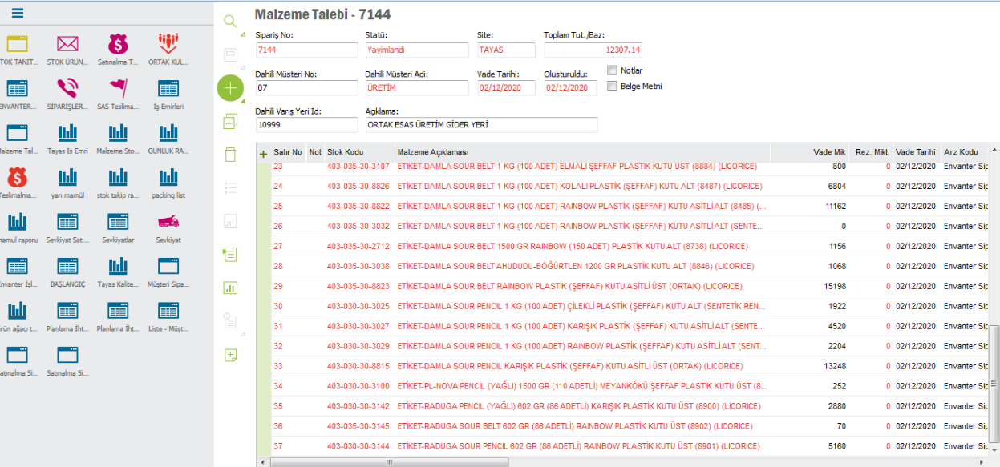 Malzeme Talebi - 7144
Sipariş No: Statü: Site: Toplam Tut./Baz:
7144 Yayimlandi TAYAS 12307.14
Dahili Müsteri No: Dahili Müsteri Adi: Vade Tarihi: Olusturuldu: Notlar
07 ÜRETİM 02/12/2020 02/12/2020 Belge Metni
Dahili Varış Yeri Id: Açıklama:
10999 ORTAK ESAS ÜRETİM GİDER YERİ
STOK TANIT... STOK ÜRÜN... Satınalma T... ORTAK KUL...
ENVANTER... SİPARİŞLER... SAS Teslima... İş Emirleri
Malzeme Tal... Tayas Is Emri Malzeme Sto... GUNLUK RA...
Teslimalma... yarı mamül stok takip ra... packing list
mamul raporu Sevkiyat Satı... Sevkiyatlar Sevkiyat
Envanter İşl... BAŞLANGIÇ Tayas Kalite... Müşteri Sipa...
ürün ağacı t... Planlama İht... Planlama İht... Liste - Müşt...
Satınalma Si... Satınalma Si...
Satır No Not Stok Kodu Malzeme Açıklaması Vade Mik Rez. Mikt. Vade Tarihi Arz Kodu
23 403-035-30-3107 ETİKET-DAMLA SOUR BELT 1 KG (100 ADET) ELMALI ŞEFFAF PLASTİK KUTU ÜST (8884) (LICORICE) 800 0 02/12/2020 Envanter Sip
24 403-035-30-8826 ETİKET-DAMLA SOUR BELT 1 KG (100 ADET) KOLALI PLASTİK (ŞEFFAF) KUTU ALT (8487) (LICORICE) 6804 0 02/12/2020 Envanter Sip
25 403-035-30-8822 ETİKET-DAMLA SOUR BELT 1 KG (100 ADET) RAINBOW PLASTİK (ŞEFFAF) KUTU ASİTLİ ALT (8485) (... 11162 0 02/12/2020 Envanter Sip
26 403-035-30-3032 ETİKET-DAMLA SOUR BELT 1 KG (100 ADET) RAINBOW PLASTİK (ŞEFFAF) KUTU ASİTLİ ALT (SENTE... 0 0 02/12/2020 Envanter Sip
27 403-035-30-2712 ETİKET-DAMLA SOUR BELT 1500 GR RAINBOW (150 ADET) PLASTİK KUTU ALT (8738) (LICORICE) 1156 0 02/12/2020 Envanter Sip
28 403-035-30-3038 ETİKET-DAMLA SOUR BELT AHUDUDU-BÖĞÜRTLEN 1200 GR PLASTİK KUTU ALT (8846) (LICORICE) 1068 0 02/12/2020 Envanter Sip
29 403-035-30-8823 ETİKET-DAMLA SOUR BELT RAINBOW PLASTİK (ŞEFFAF) KUTU ASİTLİ ÜST (ORTAK) (LICORICE) 15198 0 02/12/2020 Envanter Sip
30 403-030-30-3025 ETİKET-DAMLA SOUR PENCIL 1 KG (100 ADET) ÇİLEKLİ PLASTİK (ŞEFFAF) KUTU ALT (SENTETİK REN... 1922 0 02/12/2020 Envanter Sip
31 403-030-30-3027 ETİKET-DAMLA SOUR PENCIL 1 KG (100 ADET) KARIŞIK PLASTİK (ŞEFFAF) KUTU ASİTLİ ALT (SENTE... 4520 0 02/12/2020 Envanter Sip
32 403-030-30-3029 ETİKET-DAMLA SOUR PENCIL 1 KG (100 ADET) RAINBOW PLASTİK (ŞEFFAF) KUTU ASİTLİ ALT (SENT... 2204 0 02/12/2020 Envanter Sip
33 403-030-30-8815 ETİKET-DAMLA SOUR PENCIL KARIŞIK PLASTİK (ŞEFFAF) KUTU ASİTLİ ÜST (ORTAK) (LICORICE) 13248 0 02/12/2020 Envanter Sip
34 403-030-30-3100 ETİKET-PL-NOVA PENCIL (YAĞLI) 1500 GR (110 ADETLİ) MEYANKÖKÜ ŞEFFAF PLASTİK KUTU ÜST (8... 252 0 02/12/2020 Envanter Sip
35 403-030-30-3142 ETİKET-RADUGA PENCIL (YAĞLI) 602 GR (86 ADETLİ) KARIŞIK PLASTİK KUTU ÜST (8900) (LICORICE) 2880 0 02/12/2020 Envanter Sip
36 403-035-30-3145 ETİKET-RADUGA SOUR BELT 602 GR (86 ADETLİ) RAINBOW PLASTİK KUTU ÜST (8902) (LICORICE) 70 0 02/12/2020 Envanter Sip
37 403-030-30-3144 ETİKET-RADUGA SOUR PENCIL 602 GR (86 ADETLİ) RAINBOW PLASTİK KUTU ÜST (8901) (LICORICE) 5160 0 02/12/2020 Envanter Sip